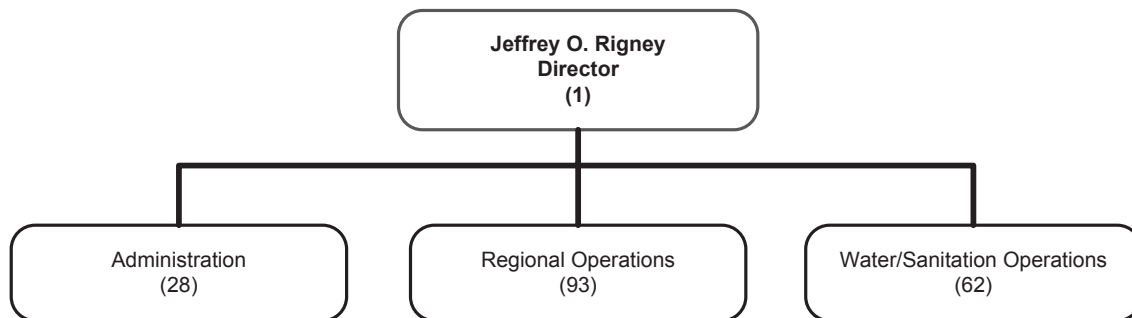 Jeffrey O. Rigney
Director
(1)
Administration
(28)
Regional Operations
(93)
Water/Sanitation Operations
(62)